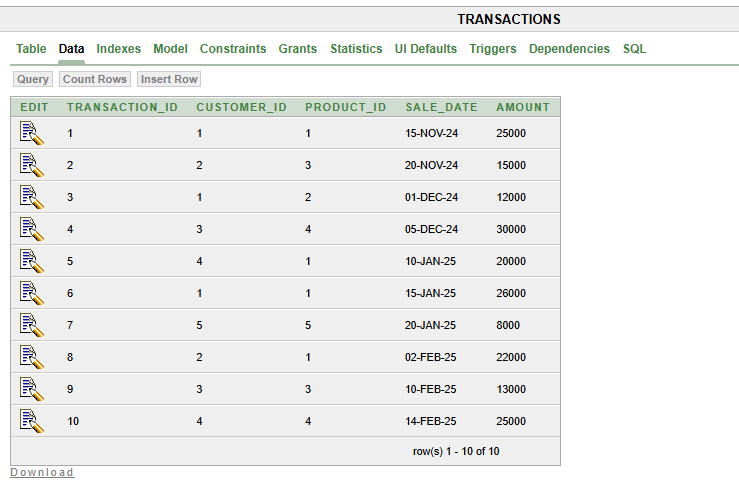 TRANSACTIONS
Table Data Indexes Model Constraints Grants Statistics UI Defaults Triggers Dependencies SQL
Query Count Rows Insert Row
EDIT TRANSACTION_ID CUSTOMER_ID PRODUCT_ID SALE_DATE AMOUNT
1 1 1 15-NOV-24 25000
2 2 3 20-NOV-24 15000
3 1 2 01-DEC-24 12000
4 3 4 05-DEC-24 30000
5 4 1 10-JAN-25 20000
6 1 1 15-JAN-25 26000
7 5 5 20-JAN-25 8000
8 2 1 02-FEB-25 22000
9 3 3 10-FEB-25 13000
10 4 4 14-FEB-25 25000
row(s) 1 - 10 of 10
Download